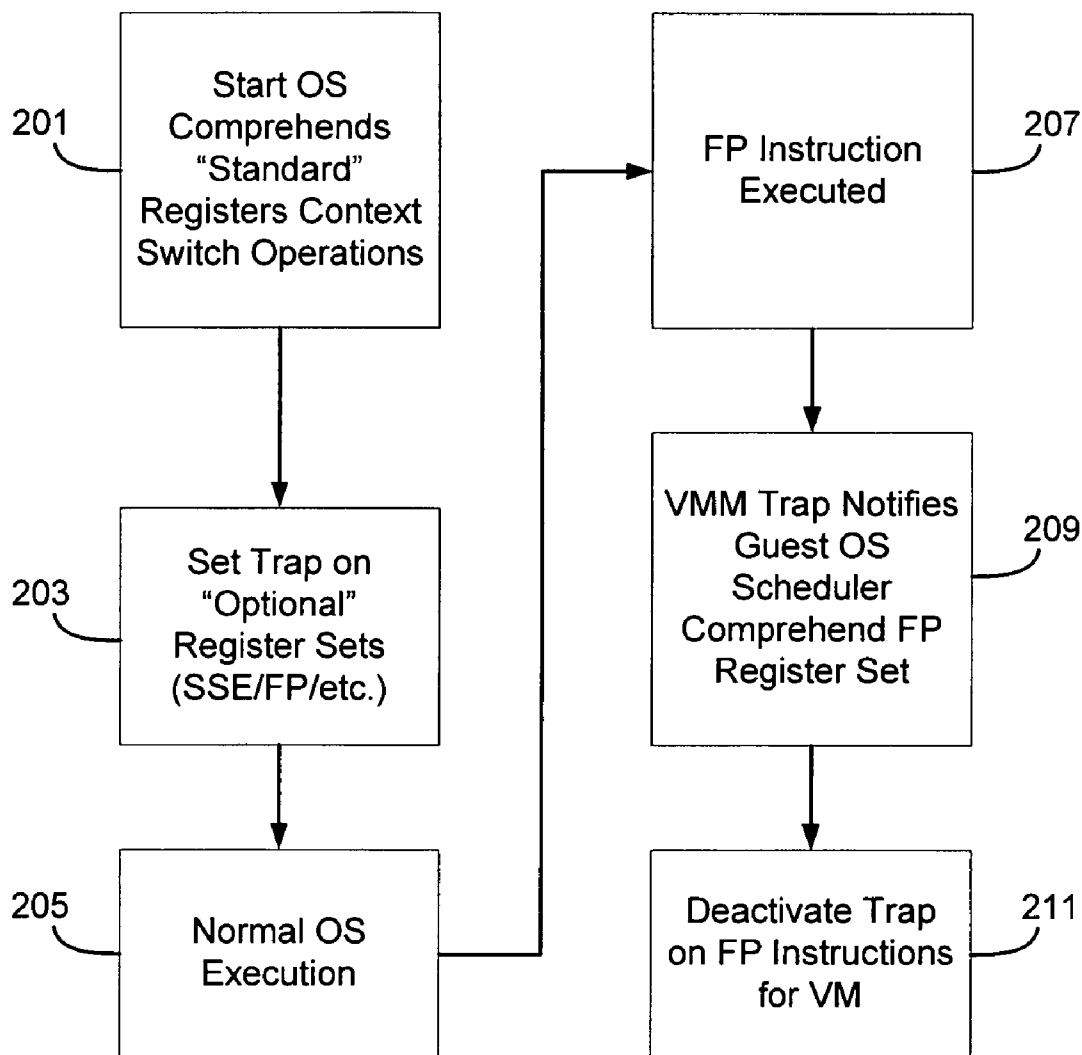 201
Start OS
Comprehends
“Standard”
Registers Context
Switch Operations
203
Set Trap on
“Optional”
Register Sets
(SSE/FP/etc.)
205
Normal OS
Execution
FP Instruction
Executed
207
VMM Trap Notifies
Guest OS
Scheduler
Comprehend FP
Register Set
209
Deactivate Trap
on FP Instructions
for VM
211